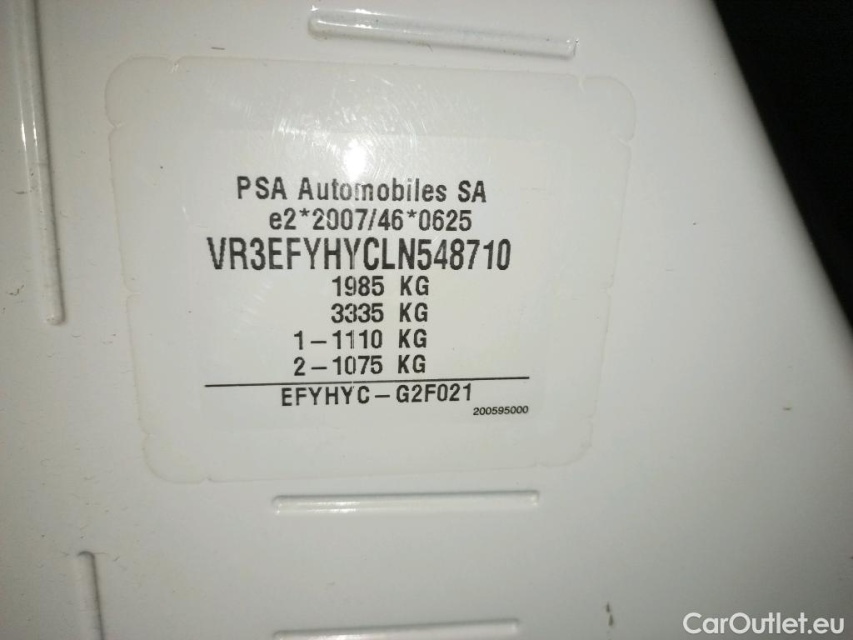 PSA Automobiles SA
e2*2007/46*0625
VR3EFYHYCLN548710
1985 KG
3335 KG
1-1110 KG
2-1075 KG
EFYHYC-G2F021
200595000
CarOutlet.eu